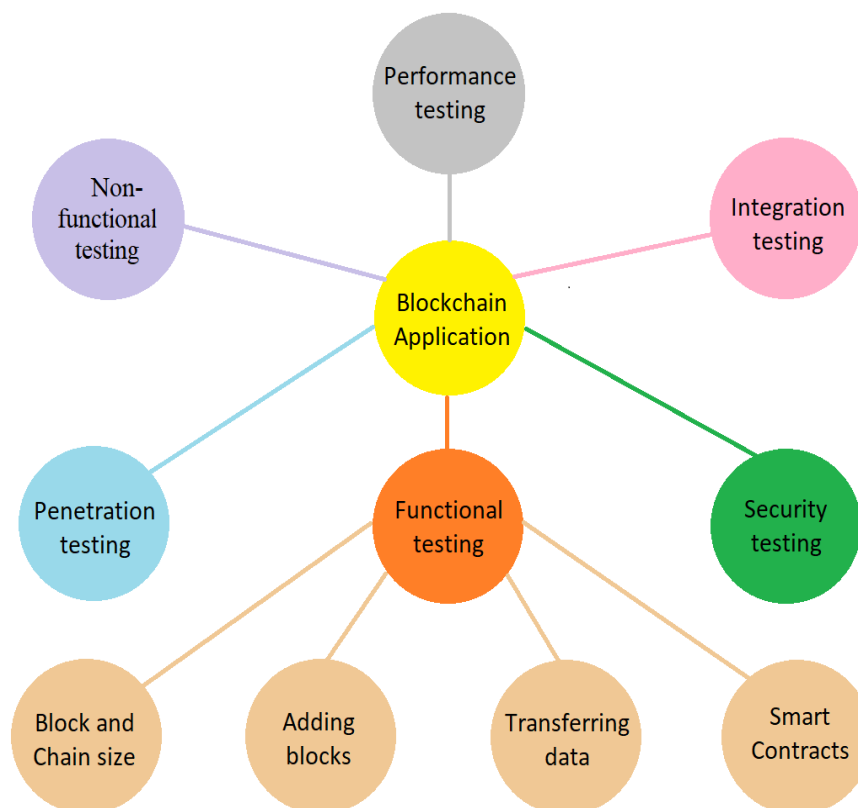 Performance
testing
Non-
functional
testing
Integration
testing
Blockchain
Application
Penetration
testing
Functional
testing
Security
testing
Block and
Chain size
Adding
blocks
Transferring
data
Smart
Contracts